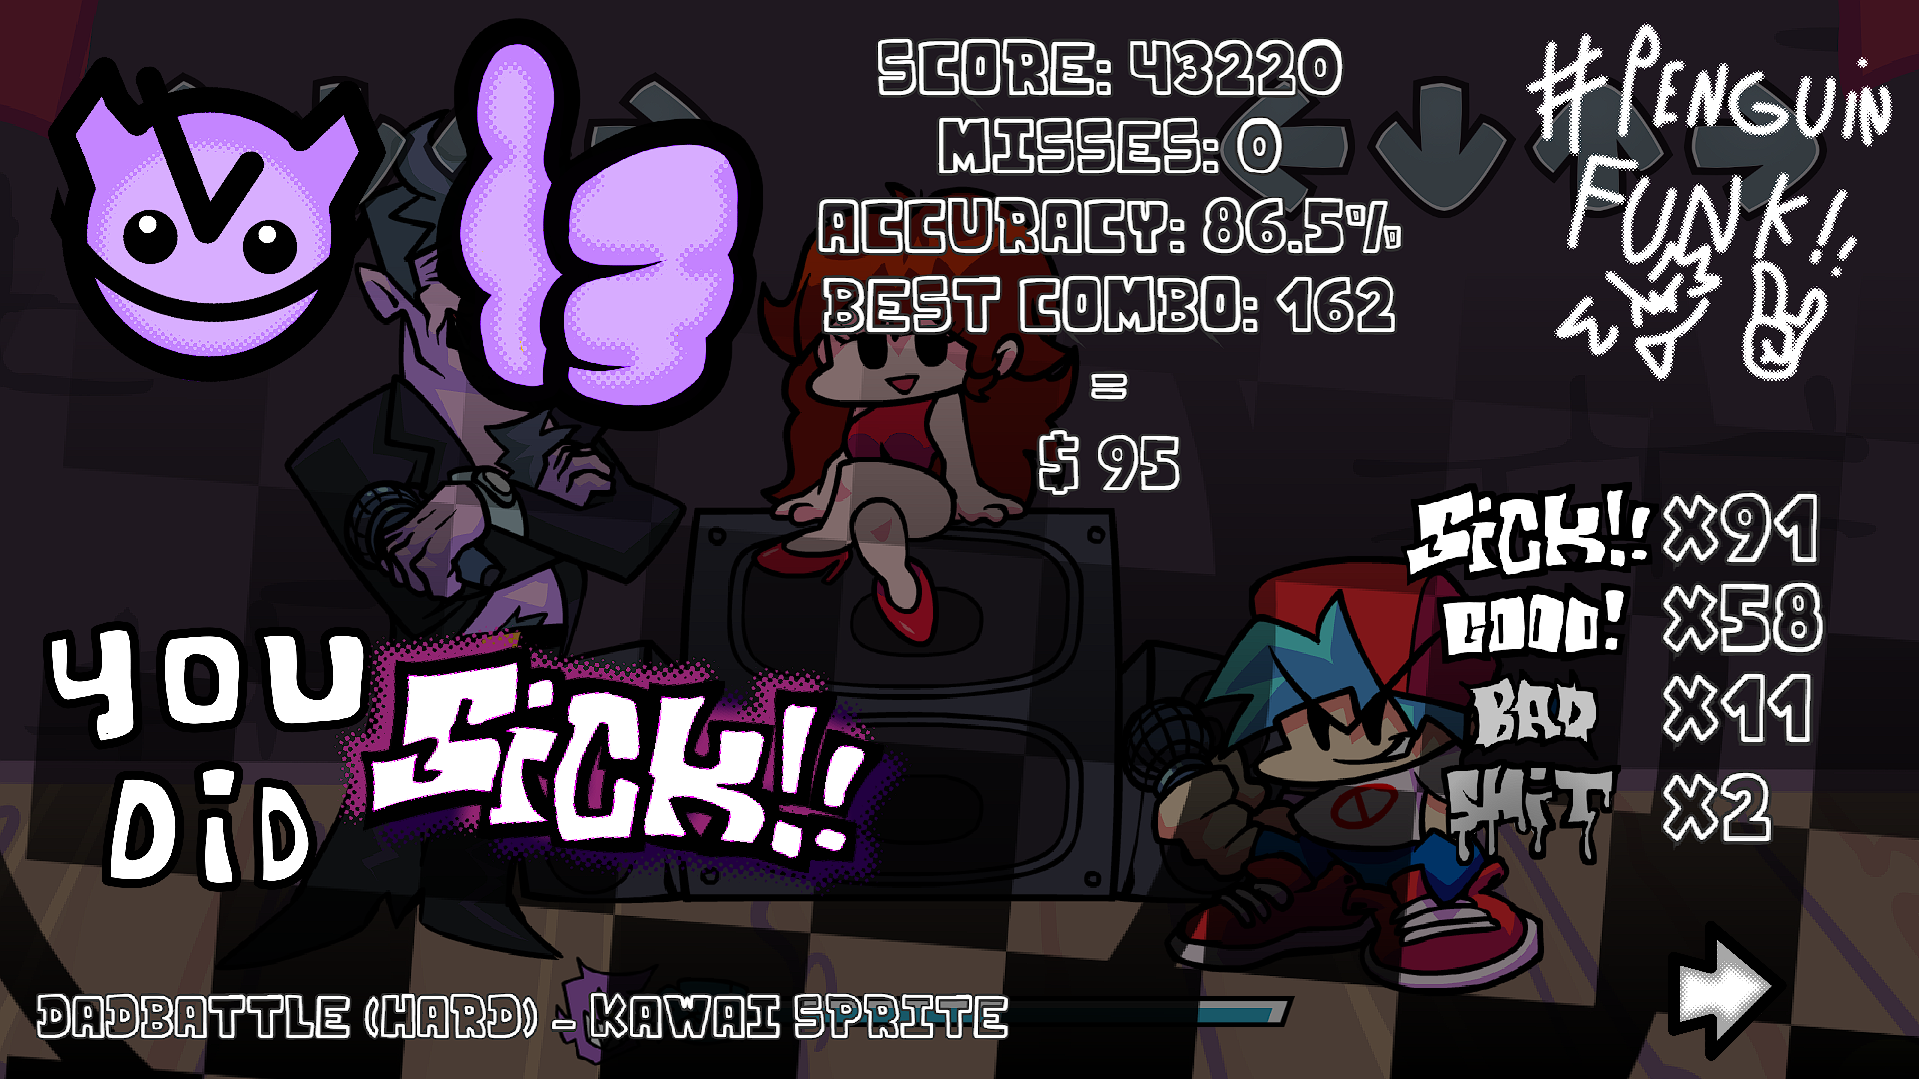 SCORE: 43220
MISSES: 0
ACCURACY: 86.5%
BEST COMBO: 162
=
$ 95
#PENGUIN
FUNK!!
SiCK!! X91
GOOD! X58
BAD X11
SHiT X2
YOU
DiD SiCK!!
DADBATTLE (HARD) - KAWAI SPRITE